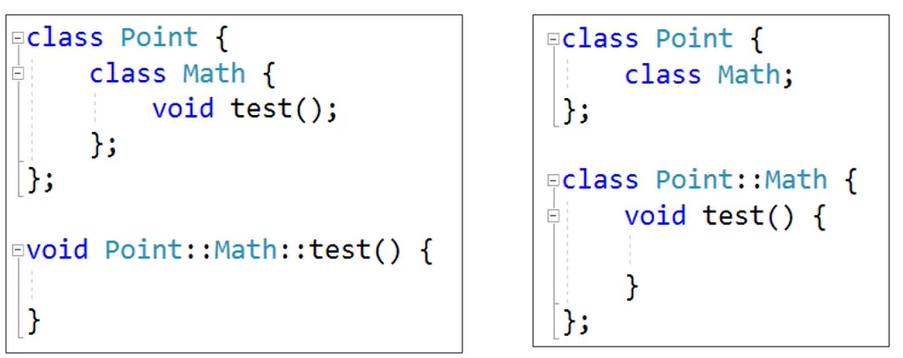 class Point {
    class Math {
        void test();
    };
};
void Point::Math::test() {
}
class Point {
    class Math;
};
class Point::Math {
    void test() {
    }
};